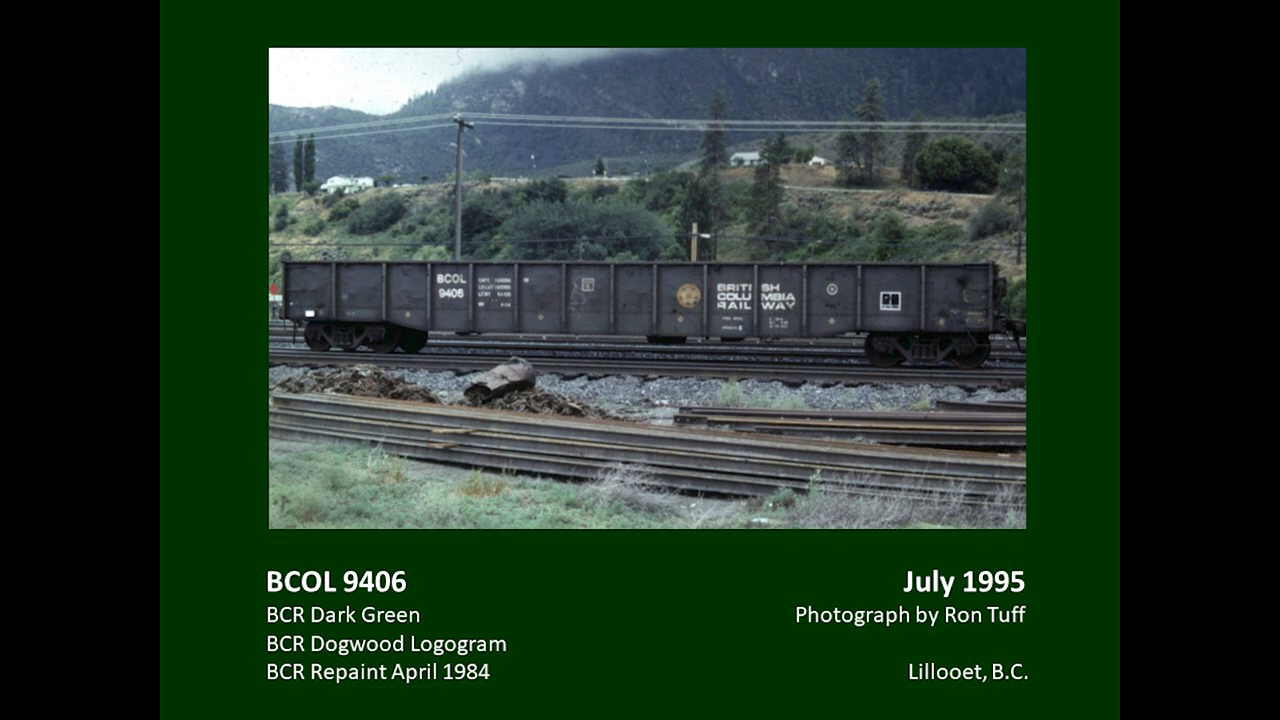 BCOL
9406
BRITISH
COLUMBIA
RAILWAY
BCOL 9406
BCR Dark Green
BCR Dogwood Logogram
BCR Repaint April 1984
July 1995
Photograph by Ron Tuff
Lillooet, B.C.